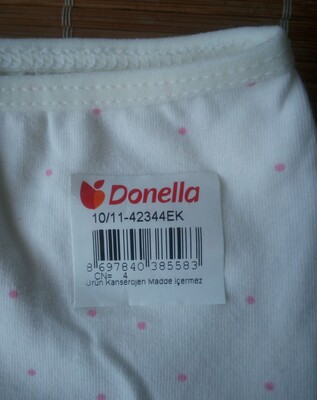 Donella
10/11-42344EK
8 697840 385583
CN= 4
Ürün Kanserojen Madde İçermez